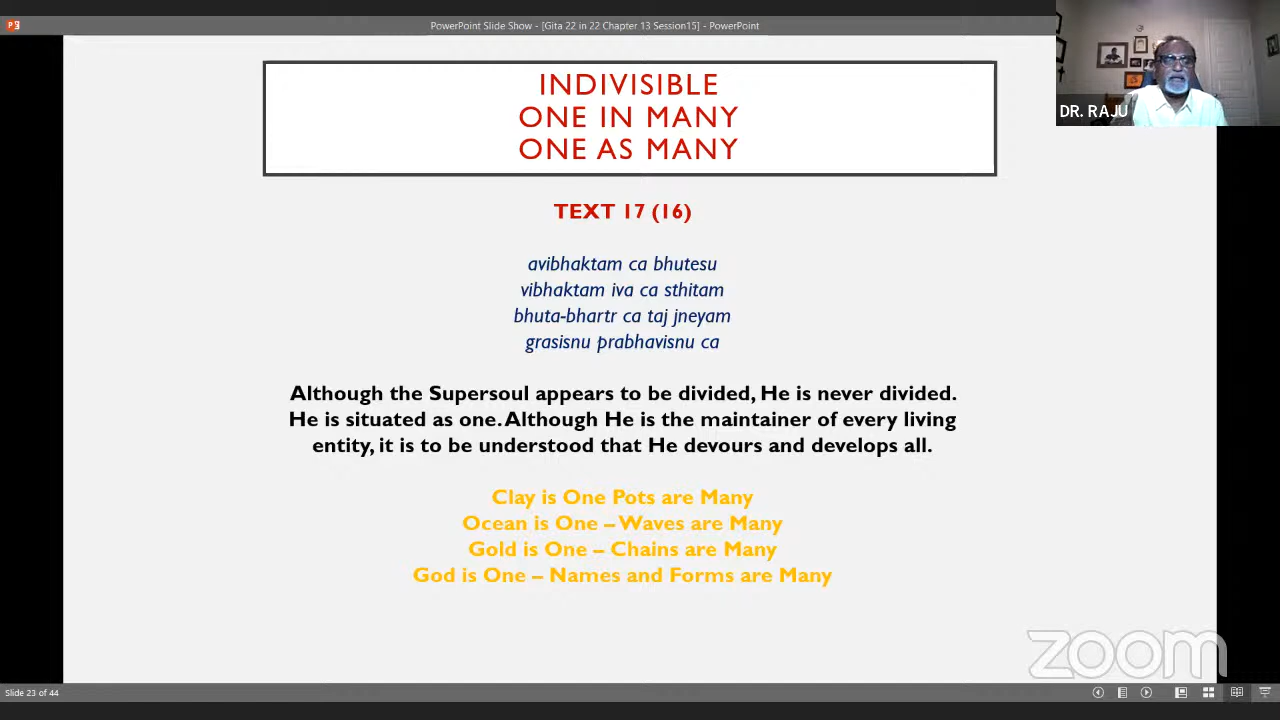 PowerPoint Slide Show - [Gita 22 in 22 Chapter 13 Session15] - PowerPoint
DR. RAJU
INDIVISIBLE
ONE IN MANY
ONE AS MANY
TEXT 17 (16)
avibhaktam ca bhutesu
vibhaktam iva ca sthitam
bhuta-bhartr ca taj jneyam
grasisnu prabhavisnu ca
Although the Supersoul appears to be divided, He is never divided.
He is situated as one. Although He is the maintainer of every living
entity, it is to be understood that He devours and develops all.
Clay is One Pots are Many
Ocean is One – Waves are Many
Gold is One – Chains are Many
God is One – Names and Forms are Many
zoom
Slide 23 of 44